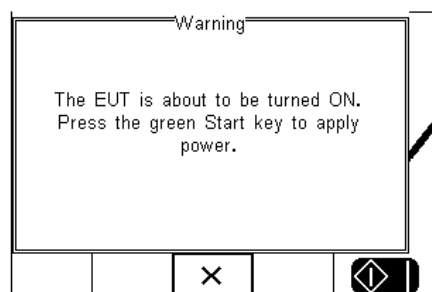 Warning
The EUT is about to be turned ON.
Press the green Start key to apply
power.